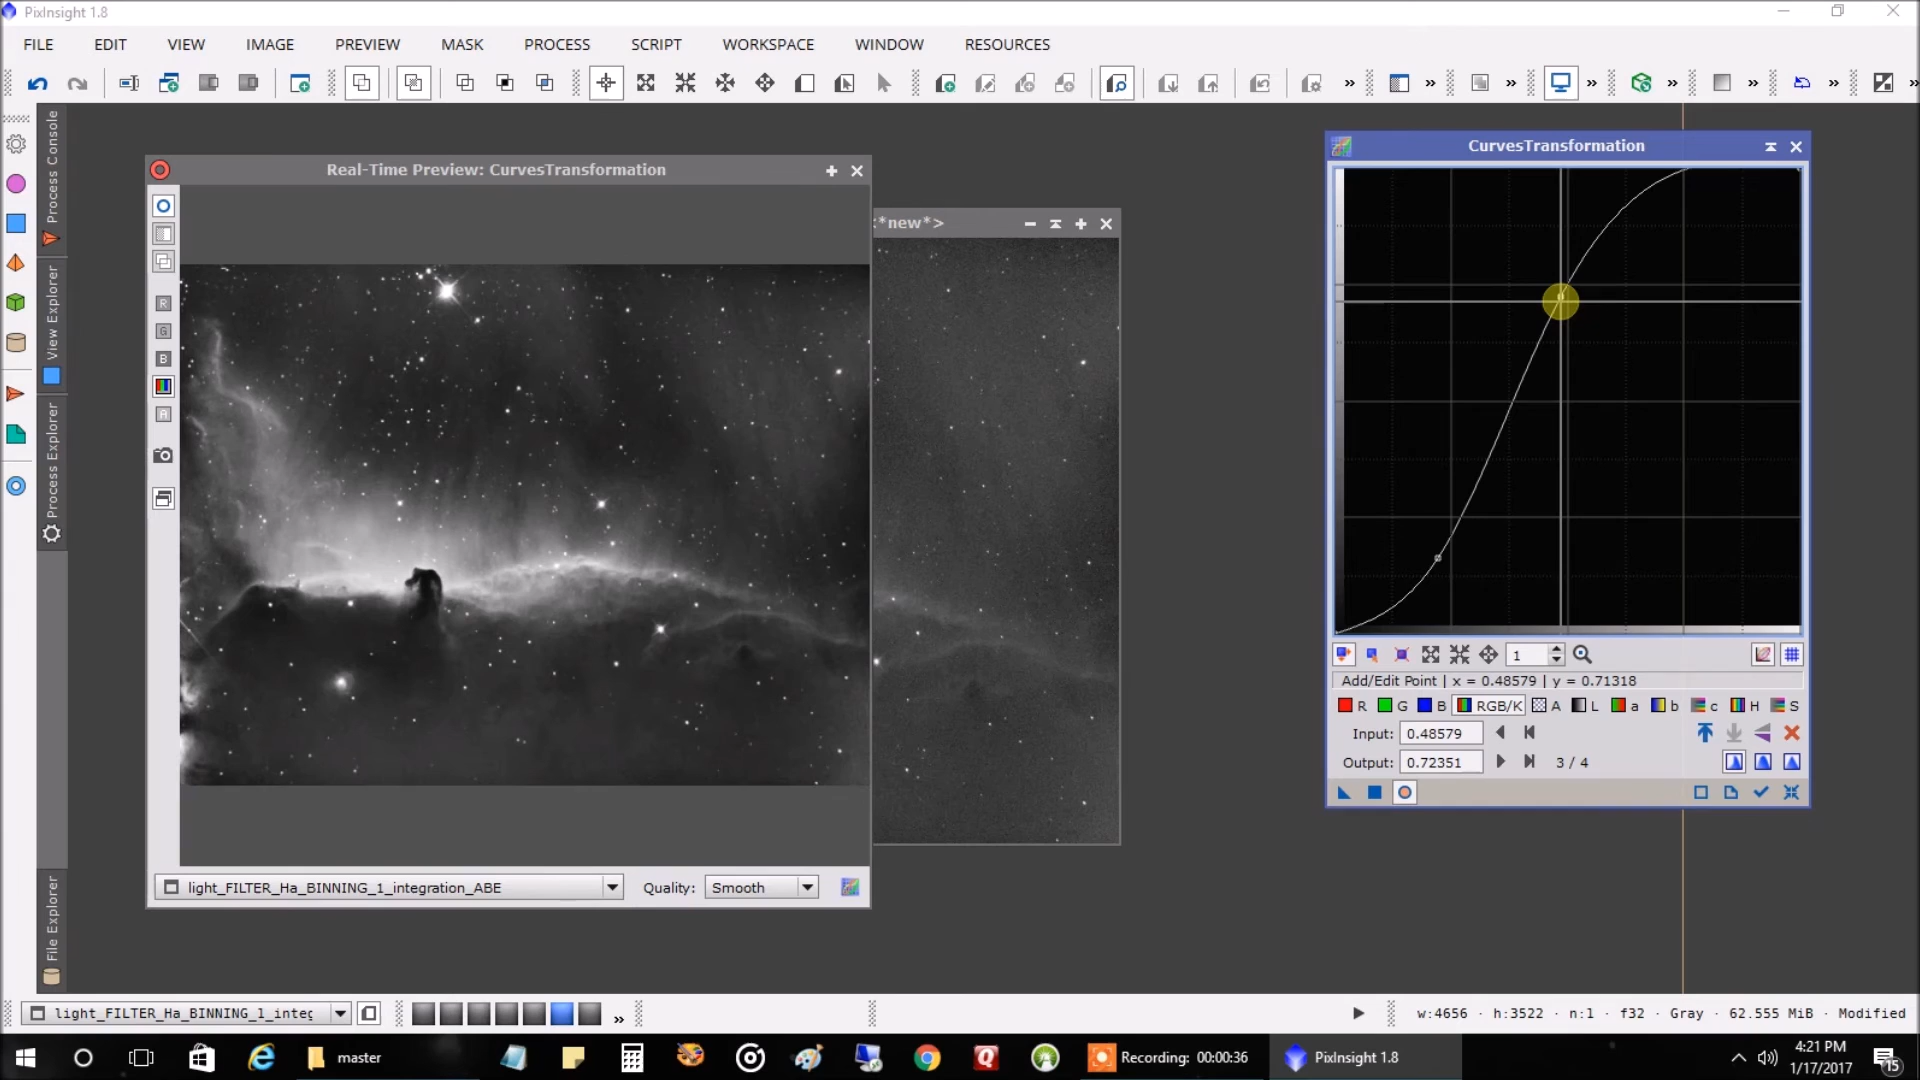 PixInsight 1.8
FILE EDIT VIEW IMAGE PREVIEW MASK PROCESS SCRIPT WORKSPACE WINDOW RESOURCES
Process Console
View Explorer
Process Explorer
File Explorer
Real-Time Preview: CurvesTransformation
:*new*>
R
G
B
A
light_FILTER_Ha_BINNING_1_integration_ABE
Quality: Smooth
CurvesTransformation
1
Add/Edit Point | x = 0.48579 | y = 0.71318
R G B RGB/K A L a b c H S
Input: 0.48579
Output: 0.72351 3 / 4
light_FILTER_Ha_BINNING_1_integ
w:4656 · h:3522 · n:1 · f32 · Gray · 62.555 MiB · Modified
master
Recording: 00:00:36
PixInsight 1.8
4:21 PM
1/17/2017
15